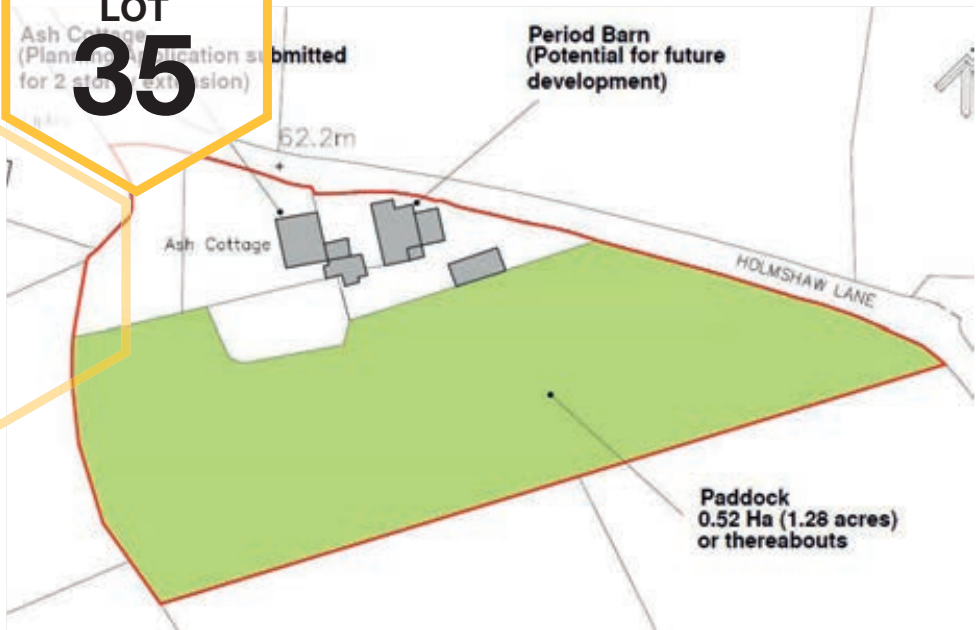 LOT
35
Ash Cottage
(Planning Application submitted
for 2 storey extension)
Period Barn
(Potential for future
development)
62.2m
Ash Cottage
HOLMSHAW LANE
Paddock
0.52 Ha (1.28 acres)
or thereabouts